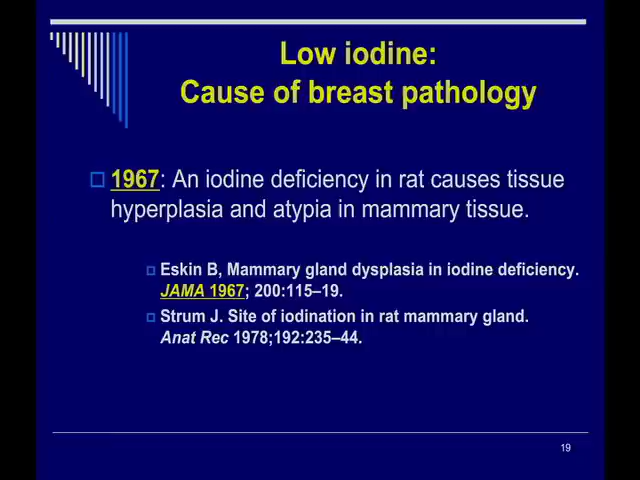 Low iodine:
Cause of breast pathology
1967: An iodine deficiency in rat causes tissue
hyperplasia and atypia in mammary tissue.
Eskin B, Mammary gland dysplasia in iodine deficiency.
JAMA 1967; 200:115–19.
Strum J. Site of iodination in rat mammary gland.
Anat Rec 1978;192:235–44.
19